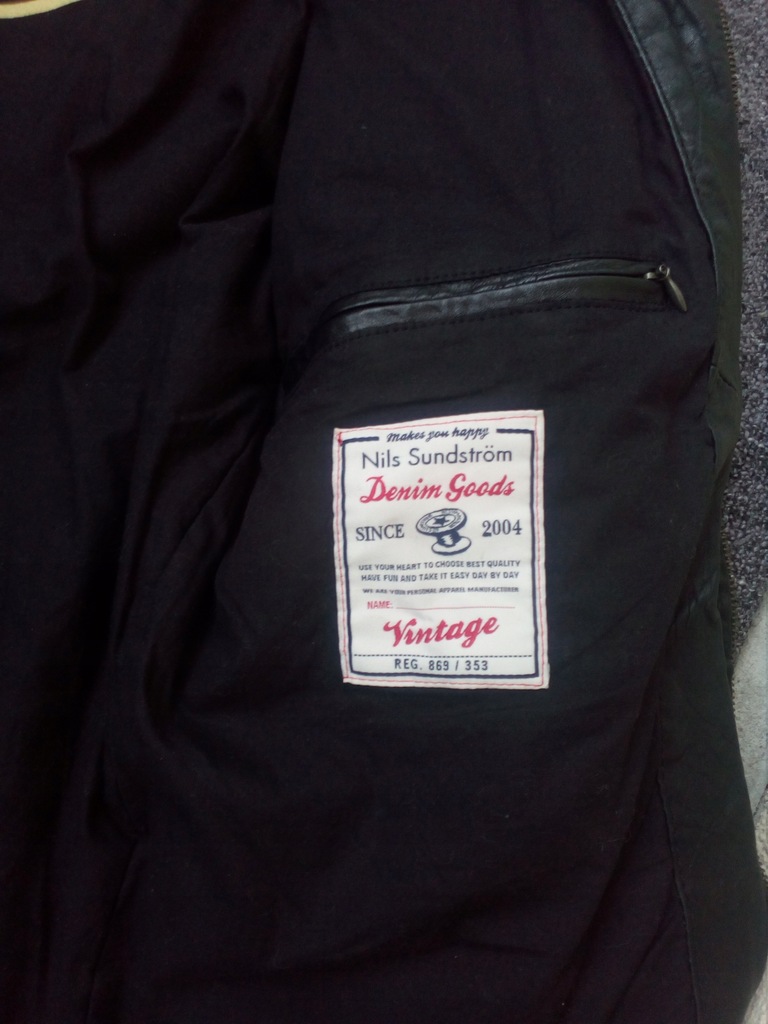 Makes you happy
Nils Sundström
Denim Goods
SINCE 2004
USE YOUR HEART TO CHOOSE BEST QUALITY
HAVE FUN AND TAKE IT EASY DAY BY DAY
WE ARE YOUR PERSONAL APPAREL MANUFACTURER
NAME:
Vintage
REG. 869 / 353